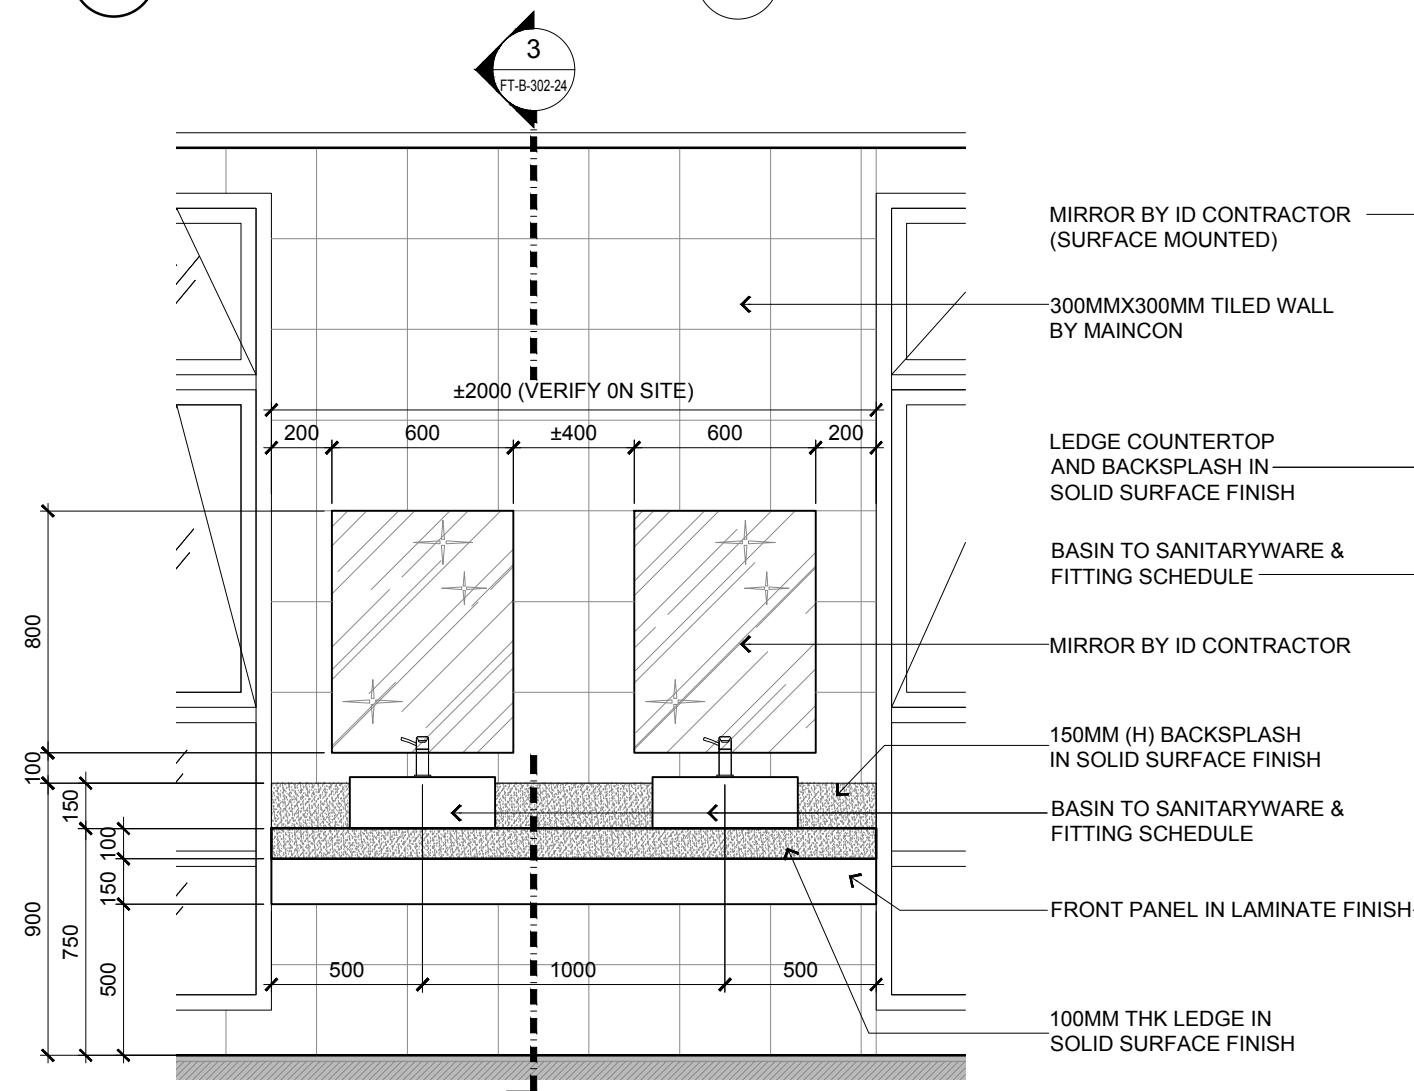 3
FT-B-302-24
MIRROR BY ID CONTRACTOR
(SURFACE MOUNTED)
300MMX300MM TILED WALL
BY MAINCON
±2000 (VERIFY 0N SITE)
200
600
±400
600
200
LEDGE COUNTERTOP
AND BACKSPLASH IN
SOLID SURFACE FINISH
BASIN TO SANITARYWARE &
FITTING SCHEDULE
800
MIRROR BY ID CONTRACTOR
150MM (H) BACKSPLASH
IN SOLID SURFACE FINISH
100
150
100
150
BASIN TO SANITARYWARE &
FITTING SCHEDULE
900
750
500
FRONT PANEL IN LAMINATE FINISH
500
1000
500
100MM THK LEDGE IN
SOLID SURFACE FINISH